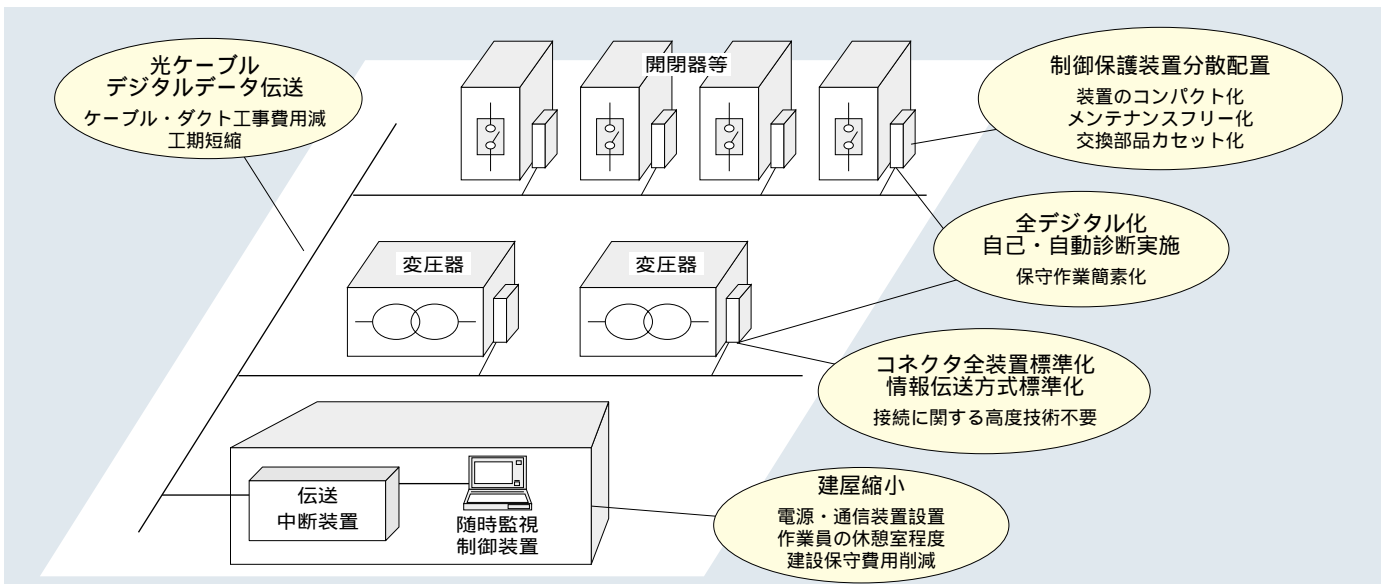 光ケーブル
デジタルデータ伝送
ケーブル・ダクト工事費用減
工期短縮
開閉器等
制御保護装置分散配置
装置のコンパクト化
メンテナンスフリー化
交換部品カセット化
全デジタル化
自己・自動診断実施
保守作業簡素化
変圧器
変圧器
コネクタ全装置標準化
情報伝送方式標準化
接続に関する高度技術不要
伝送
中断装置
随時監視
制御装置
建屋縮小
電源・通信装置設置
作業員の休憩室程度
建設保守費用削減